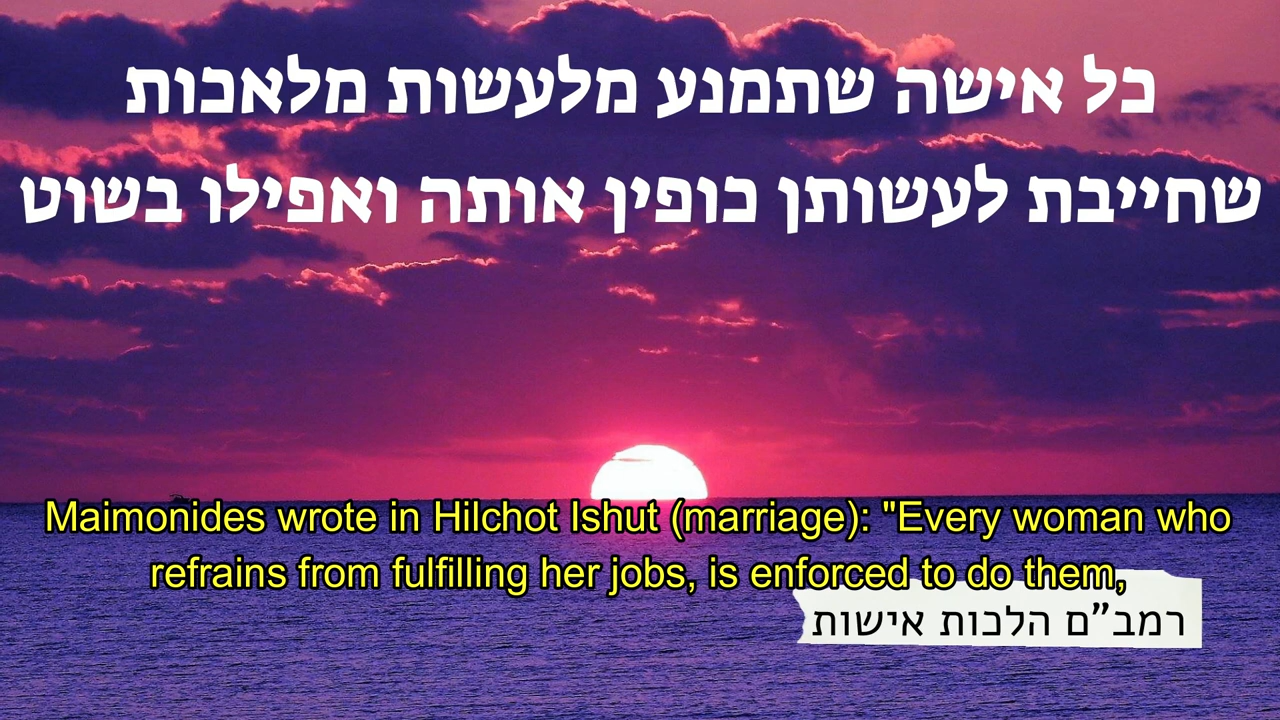 כל אישה שתמנע מלעשות מלאכות
שחייבת לעשותן כופין אותה ואפילו בשוט
Maimonides wrote in Hilchot Ishut (marriage): "Every woman who
refrains from fulfilling her jobs, is enforced to do them,
רמב"ם הלכות אישות